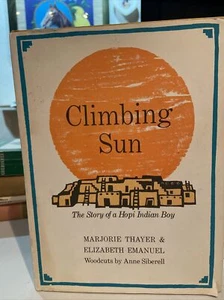 Climbing
Sun
The Story of a Hopi Indian Boy
MARJORIE THAYER &
ELIZABETH EMANUEL
Woodcuts by Anne Siberell